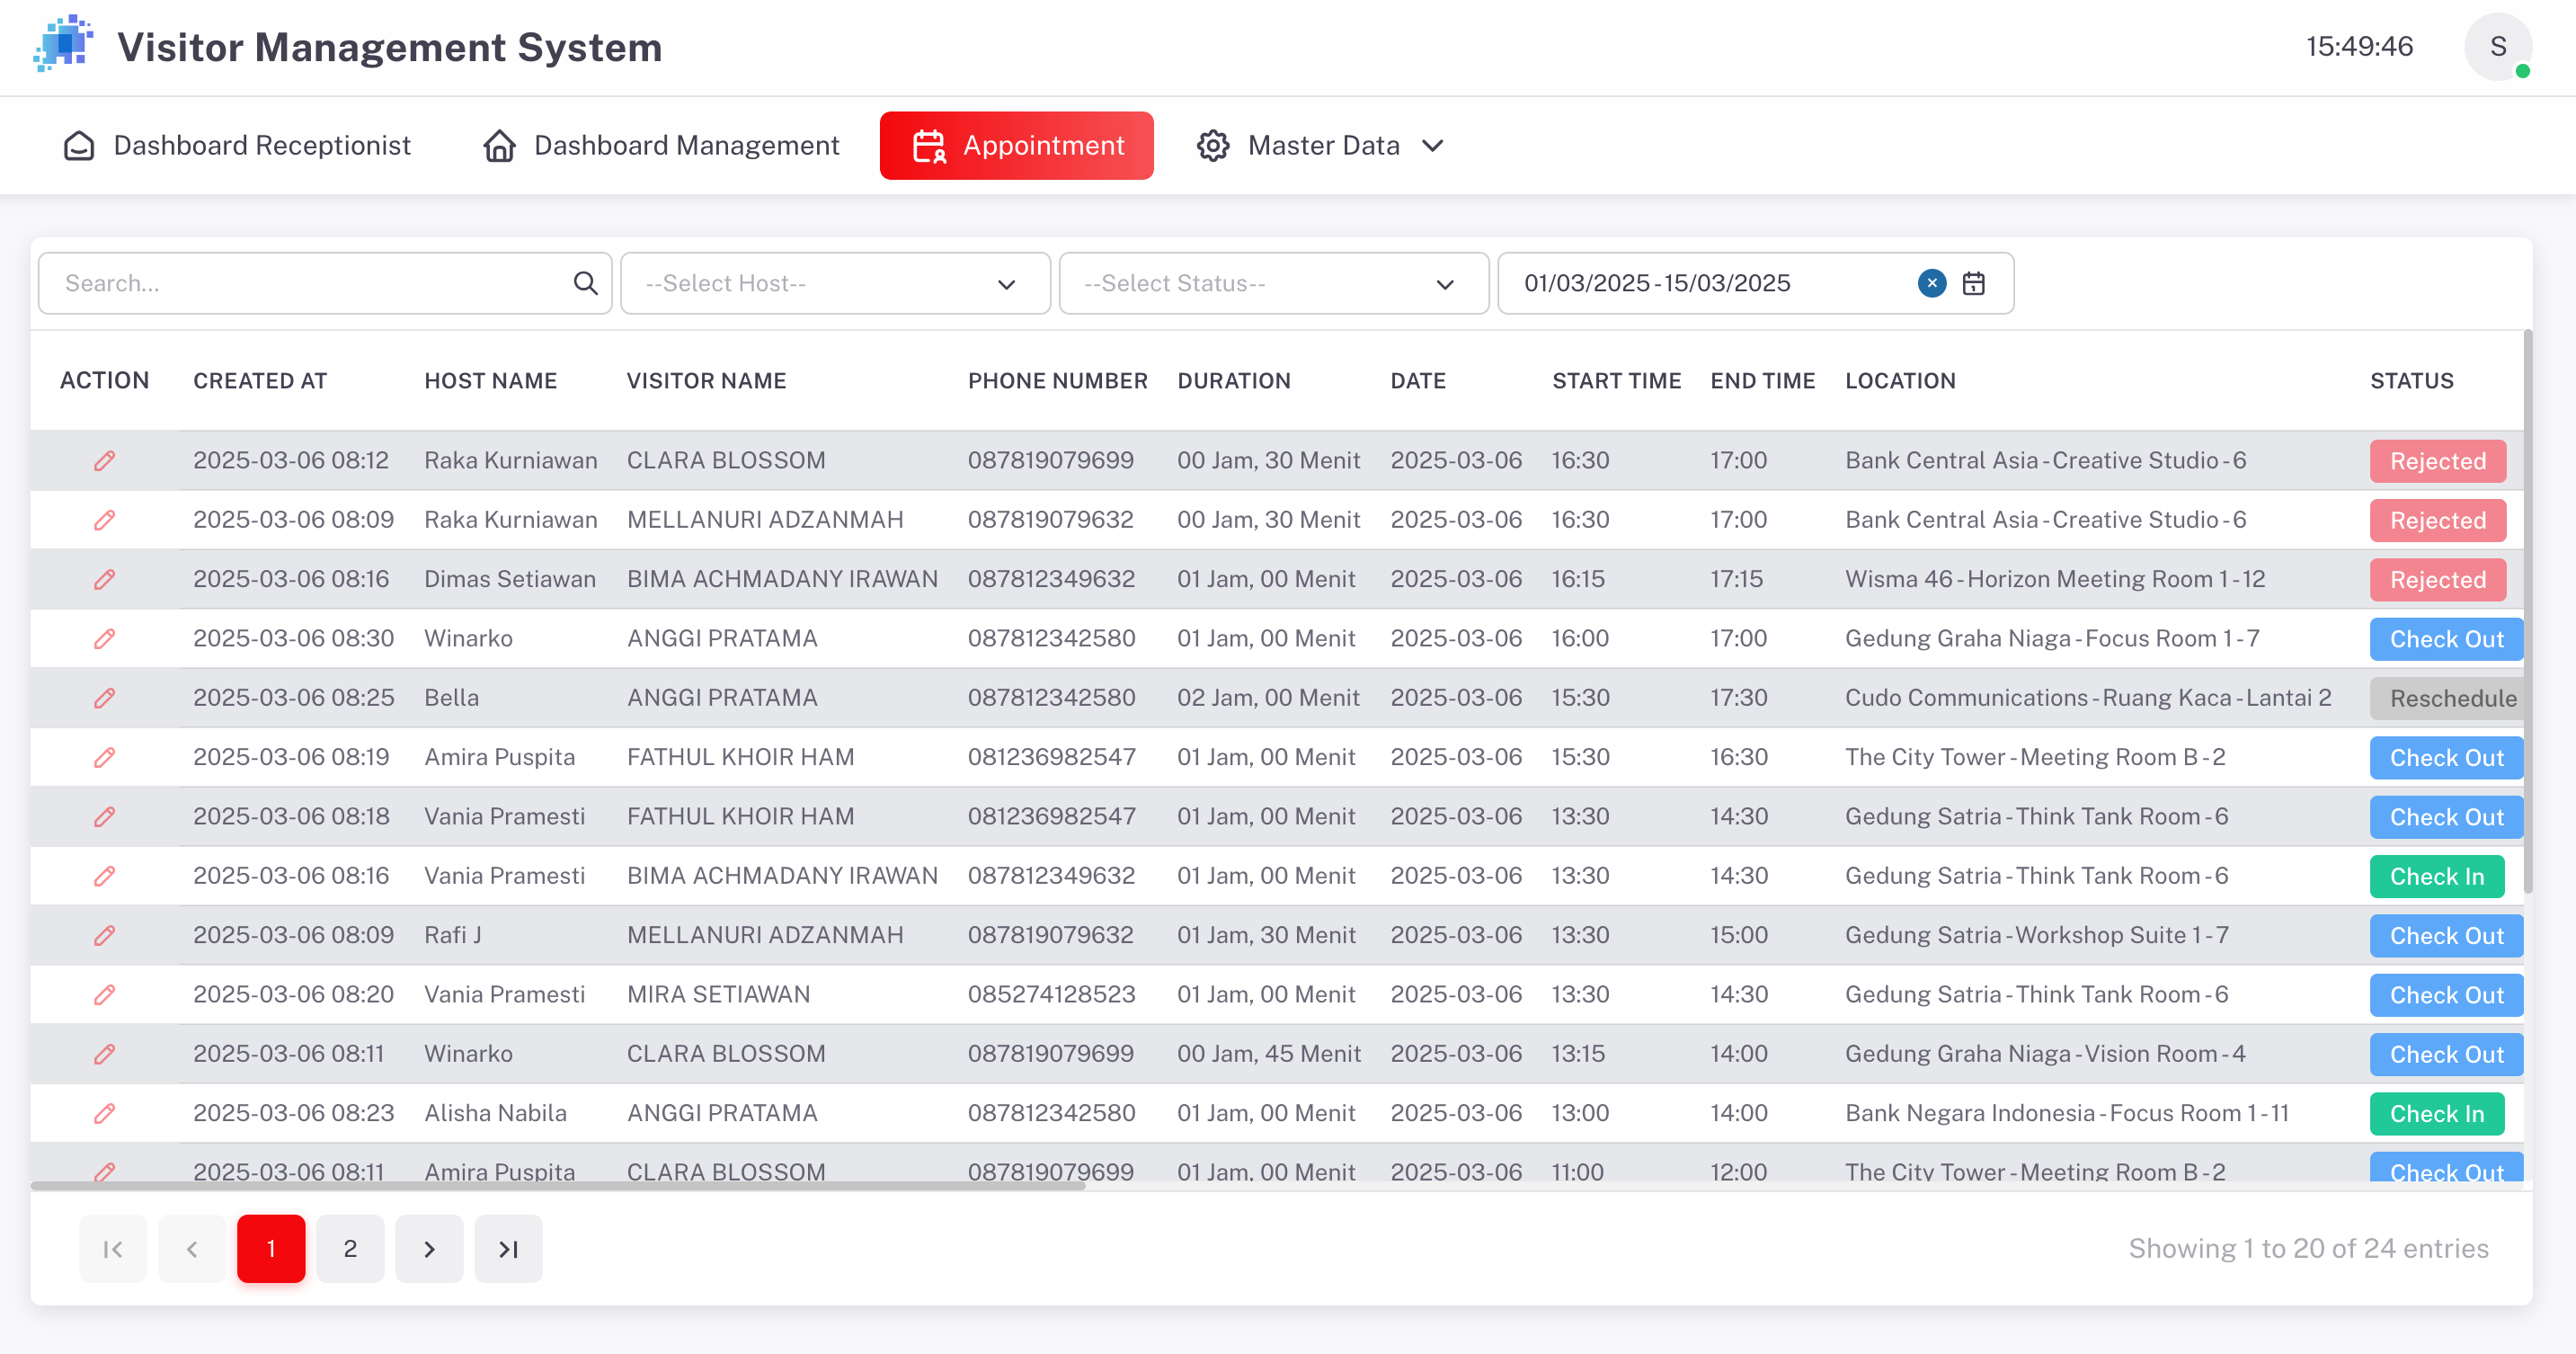 Visitor Management System 15:49:46 S
Dashboard Receptionist Dashboard Management Appointment Master Data
Search... --Select Host-- --Select Status-- 01/03/2025 - 15/03/2025
ACTION CREATED AT HOST NAME VISITOR NAME PHONE NUMBER DURATION DATE START TIME END TIME LOCATION STATUS
2025-03-06 08:12 Raka Kurniawan CLARA BLOSSOM 087819079699 00 Jam, 30 Menit 2025-03-06 16:30 17:00 Bank Central Asia - Creative Studio - 6 Rejected
2025-03-06 08:09 Raka Kurniawan MELLANURI ADZANMAH 087819079632 00 Jam, 30 Menit 2025-03-06 16:30 17:00 Bank Central Asia - Creative Studio - 6 Rejected
2025-03-06 08:16 Dimas Setiawan BIMA ACHMADANY IRAWAN 087812349632 01 Jam, 00 Menit 2025-03-06 16:15 17:15 Wisma 46 - Horizon Meeting Room 1 - 12 Rejected
2025-03-06 08:30 Winarko ANGGI PRATAMA 087812342580 01 Jam, 00 Menit 2025-03-06 16:00 17:00 Gedung Graha Niaga - Focus Room 1 - 7 Check Out
2025-03-06 08:25 Bella ANGGI PRATAMA 087812342580 02 Jam, 00 Menit 2025-03-06 15:30 17:30 Cudo Communications - Ruang Kaca - Lantai 2 Reschedule
2025-03-06 08:19 Amira Puspita FATHUL KHOIR HAM 081236982547 01 Jam, 00 Menit 2025-03-06 15:30 16:30 The City Tower - Meeting Room B - 2 Check Out
2025-03-06 08:18 Vania Pramesti FATHUL KHOIR HAM 081236982547 01 Jam, 00 Menit 2025-03-06 13:30 14:30 Gedung Satria - Think Tank Room - 6 Check Out
2025-03-06 08:16 Vania Pramesti BIMA ACHMADANY IRAWAN 087812349632 01 Jam, 00 Menit 2025-03-06 13:30 14:30 Gedung Satria - Think Tank Room - 6 Check In
2025-03-06 08:09 Rafi J MELLANURI ADZANMAH 087819079632 01 Jam, 30 Menit 2025-03-06 13:30 15:00 Gedung Satria - Workshop Suite 1 - 7 Check Out
2025-03-06 08:20 Vania Pramesti MIRA SETIAWAN 085274128523 01 Jam, 00 Menit 2025-03-06 13:30 14:30 Gedung Satria - Think Tank Room - 6 Check Out
2025-03-06 08:11 Winarko CLARA BLOSSOM 087819079699 00 Jam, 45 Menit 2025-03-06 13:15 14:00 Gedung Graha Niaga - Vision Room - 4 Check Out
2025-03-06 08:23 Alisha Nabila ANGGI PRATAMA 087812342580 01 Jam, 00 Menit 2025-03-06 13:00 14:00 Bank Negara Indonesia - Focus Room 1 - 11 Check In
2025-03-06 08:11 Amira Puspita CLARA BLOSSOM 087819079699 01 Jam, 00 Menit 2025-03-06 11:00 12:00 The City Tower - Meeting Room B - 2 Check Out
1 2 Showing 1 to 20 of 24 entries